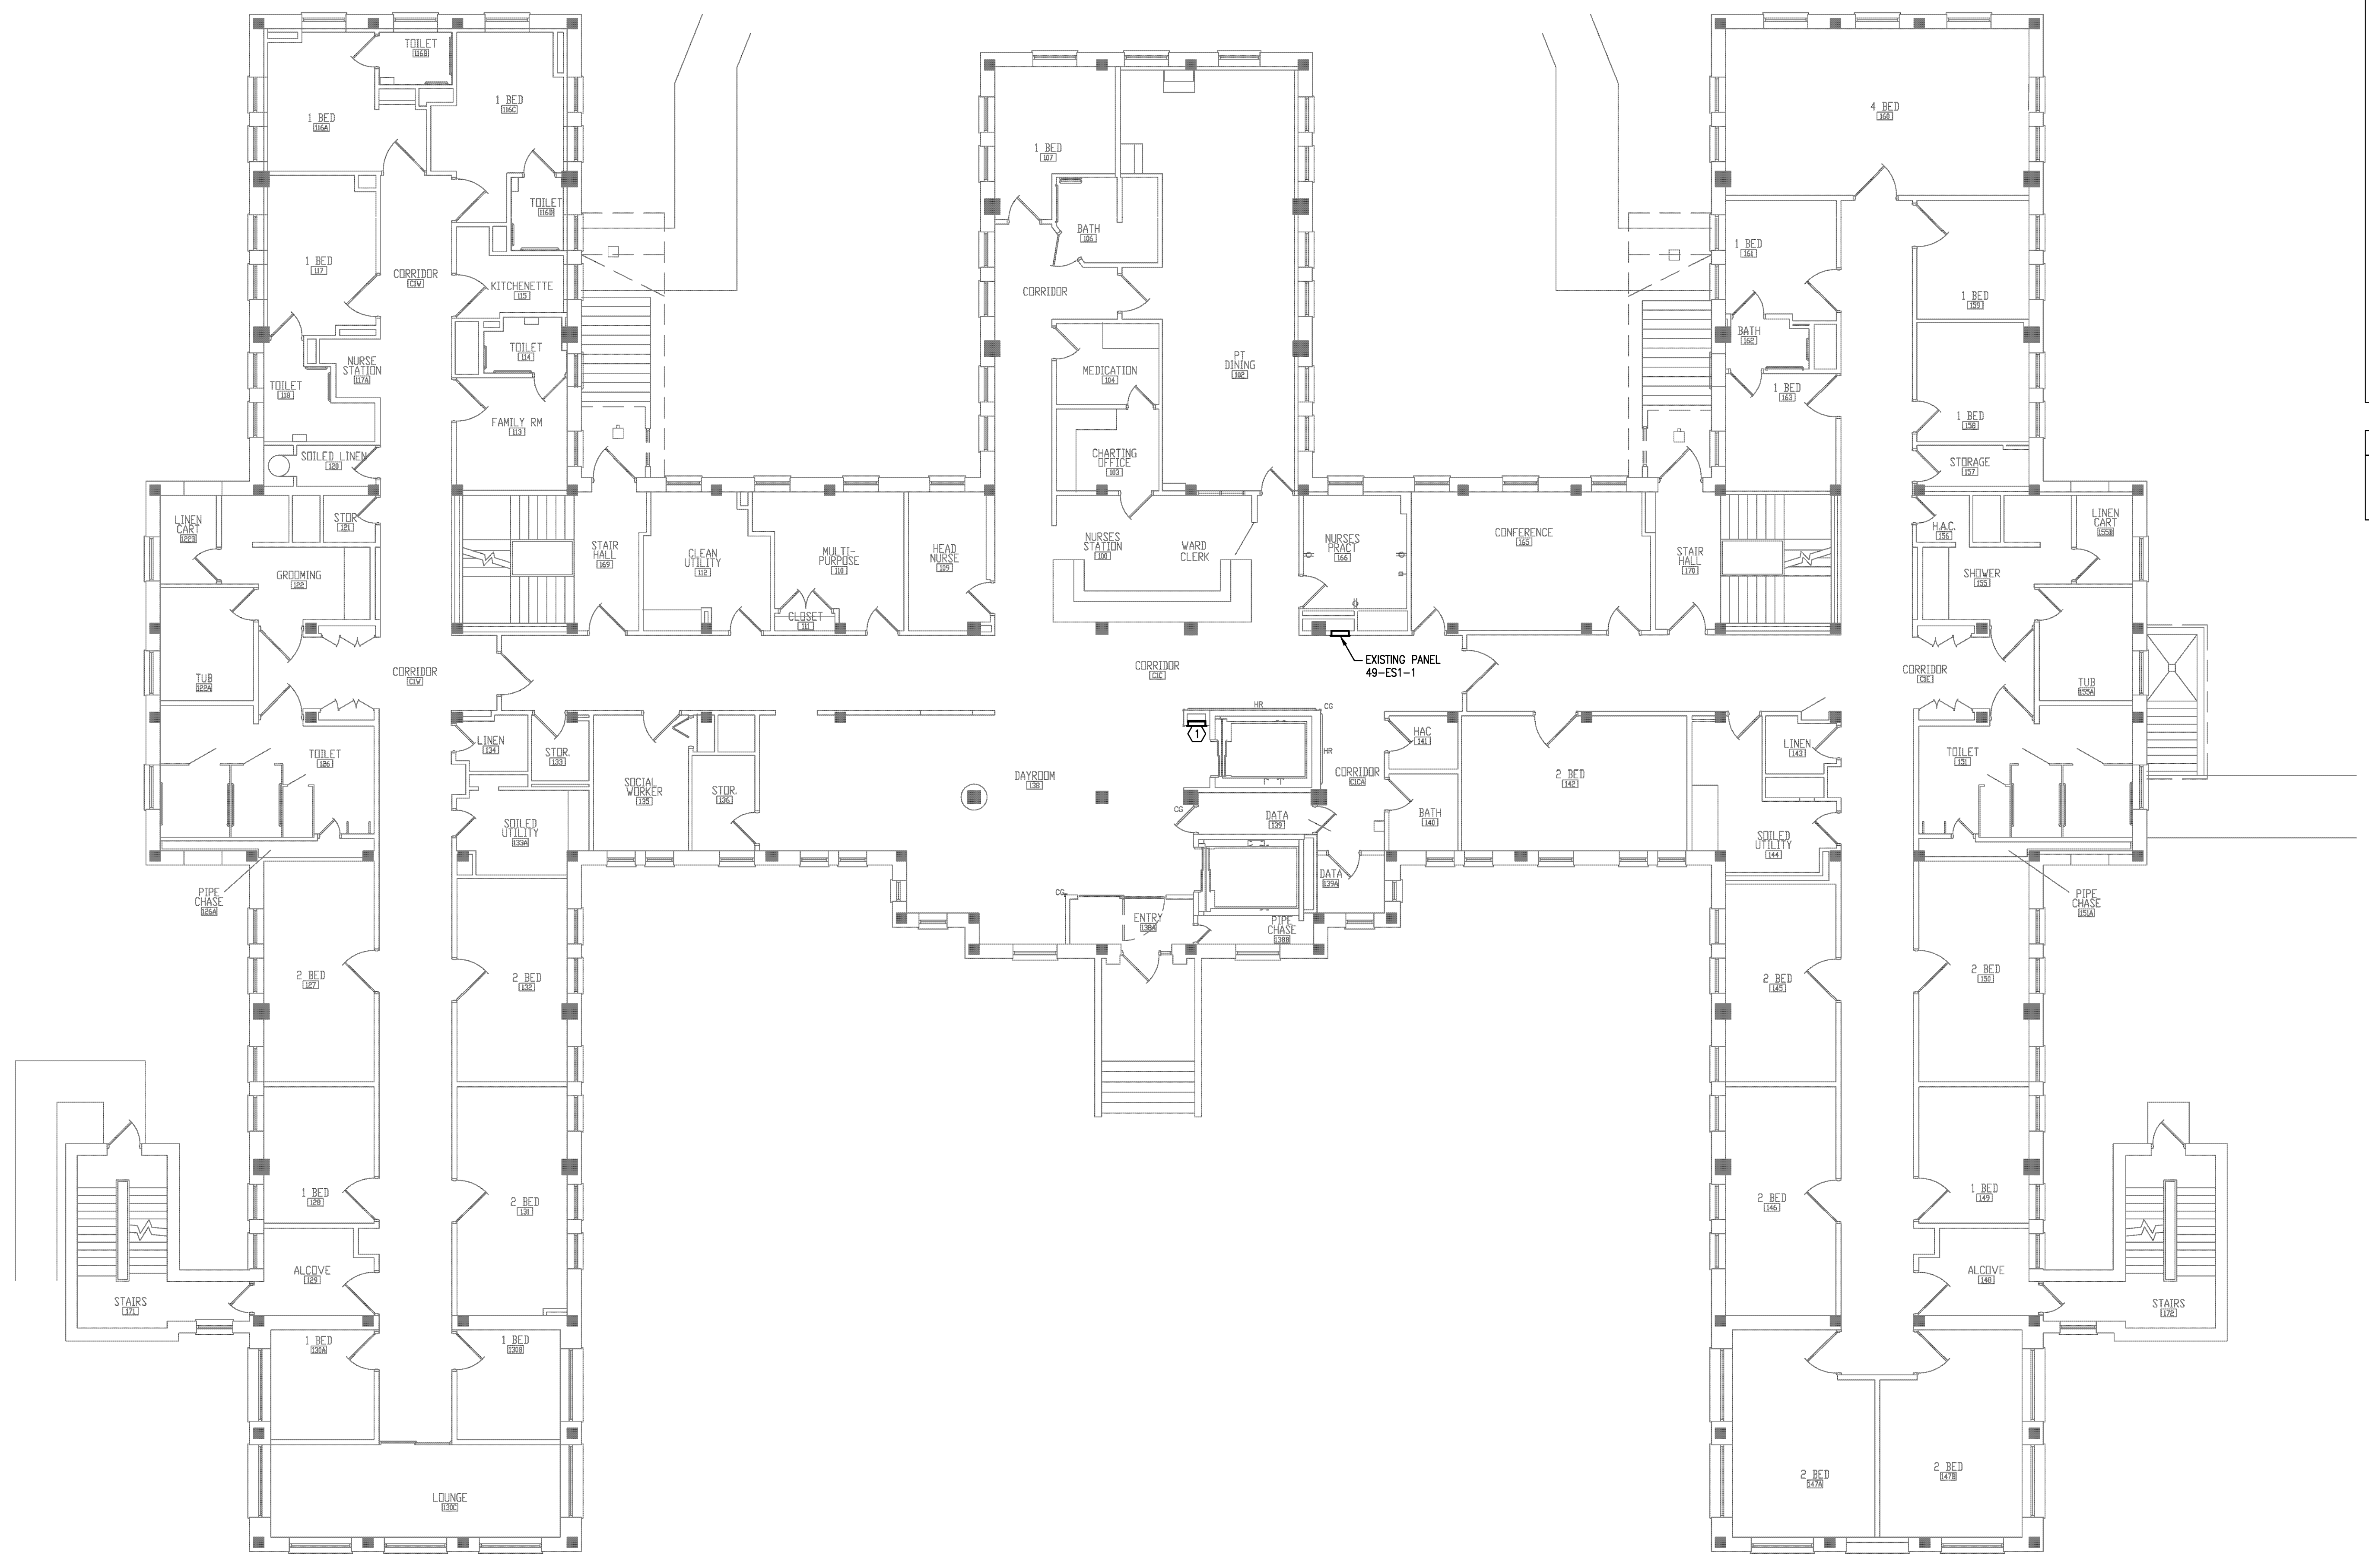 TOILET
116B
1 BED
116A
1 BED
116C
TOILET
116D
1 BED
117
CORRIDOR
C1W
KITCHENETTE
115
TOILET
114
NURSE
STATION
117A
TOILET
118
FAMILY RM
113
SOILED LINEN
120
LINEN
CART
122B
STOR
121
GROOMING
122
TUB
122A
CORRIDOR
C1W
STAIR
HALL
169
CLEAN
UTILITY
112
MULTI-
PURPOSE
110
CLOSET
111
HEAD
NURSE
109
1 BED
107
BATH
106
CORRIDOR
MEDICATION
104
CHARTING
OFFICE
103
PT
DINING
102
NURSES
STATION
100
WARD
CLERK
NURSES
PRACT
166
CONFERENCE
165
STAIR
HALL
170
4 BED
160
1 BED
161
1 BED
159
BATH
162
1 BED
163
1 BED
158
STORAGE
157
H.A.C.
156
LINEN
CART
155B
SHOWER
155
TUB
155A
CORRIDOR
C1E
CORRIDOR
C1C
EXISTING PANEL
49-ES1-1
TOILET
126
LINEN
134
STOR.
133
SOCIAL
WORKER
135
STOR.
136
SOILED
UTILITY
133A
DAYROOM
138
1
HR
CG
HR
CG
CG
DATA
139
CORRIDOR
C1CA
HAC
141
BATH
140
DATA
139A
ENTRY
138A
PIPE
CHASE
138B
2 BED
142
LINEN
143
SOILED
UTILITY
144
TOILET
151
PIPE
CHASE
126A
PIPE
CHASE
151A
2 BED
127
2 BED
132
2 BED
145
2 BED
150
1 BED
128
2 BED
131
2 BED
146
1 BED
149
ALCOVE
129
STAIRS
171
ALCOVE
148
STAIRS
172
1 BED
130A
1 BED
130B
LOUNGE
130C
2 BED
147A
2 BED
147B